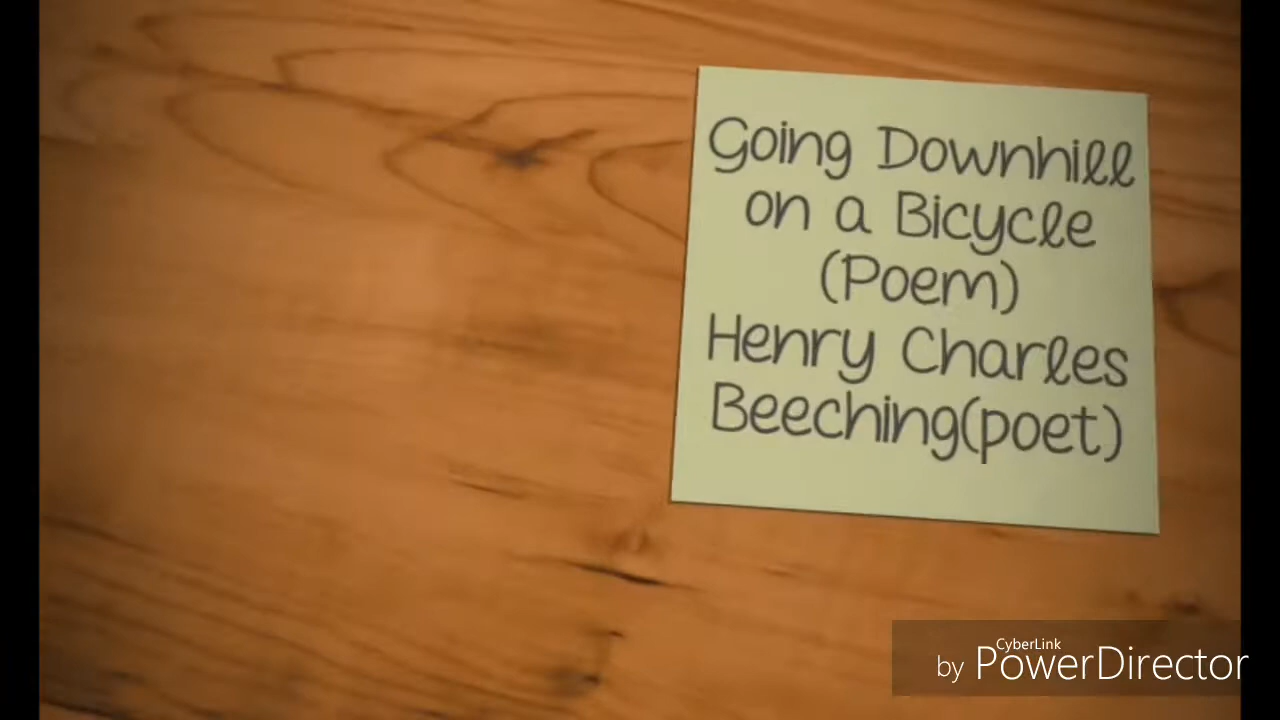 Going Downhill
on a Bicycle
(Poem)
Henry Charles
Beeching(poet)
CyberLink
by PowerDirector